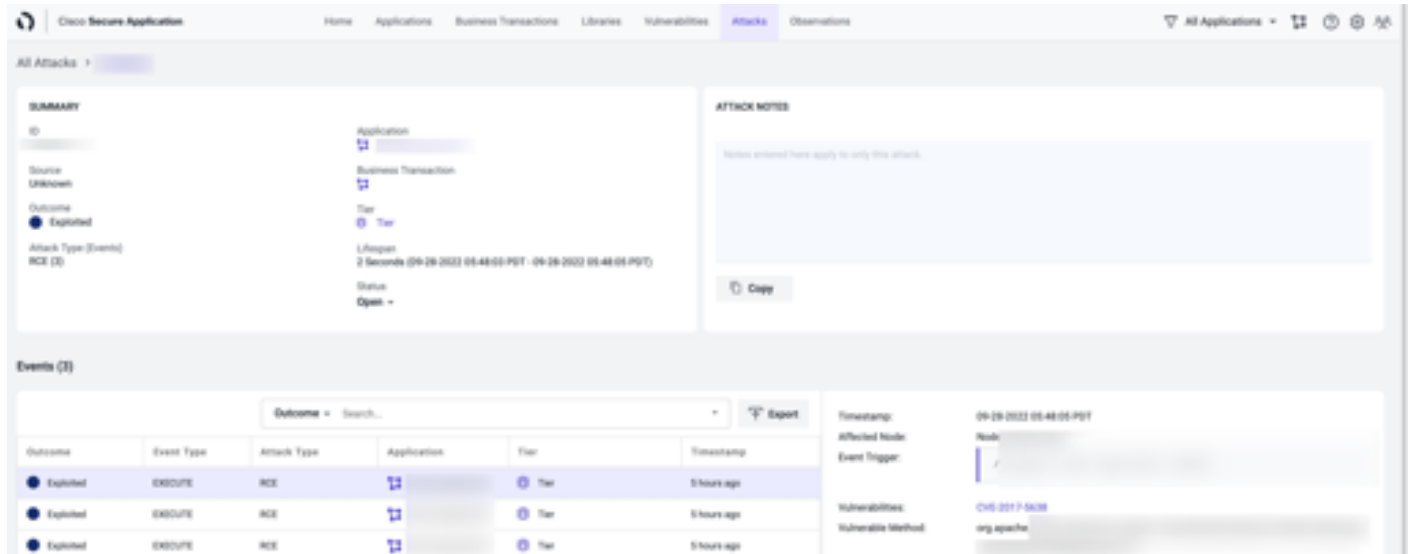 Cisco Secure Application Home Applications Business Transactions Libraries Vulnerabilities Attacks Observations All Applications
All Attacks ›
SUMMARY
ID
Source
Unknown
Outcome
Exploited
Attack Type (Events)
RCE (3)
Application
Business Transaction
Tier
Tier
Lifespan
2 Seconds (09-28-2022 05:48:03 PDT - 09-28-2022 05:48:05 PDT)
Status
Open
ATTACK NOTES
Notes entered here apply to only this attack.
Copy
Events (3)
Outcome Search... Export
Outcome Event Type Attack Type Application Tier Timestamp
Exploited EXECUTE RCE Tier 5 hours ago
Exploited EXECUTE RCE Tier 5 hours ago
Exploited EXECUTE RCE Tier 5 hours ago
Timestamp: 09-28-2022 05:48:05 PDT
Affected Node: Node
Event Trigger: /
Vulnerabilities: CVE-2017-5638
Vulnerable Method: org.apache